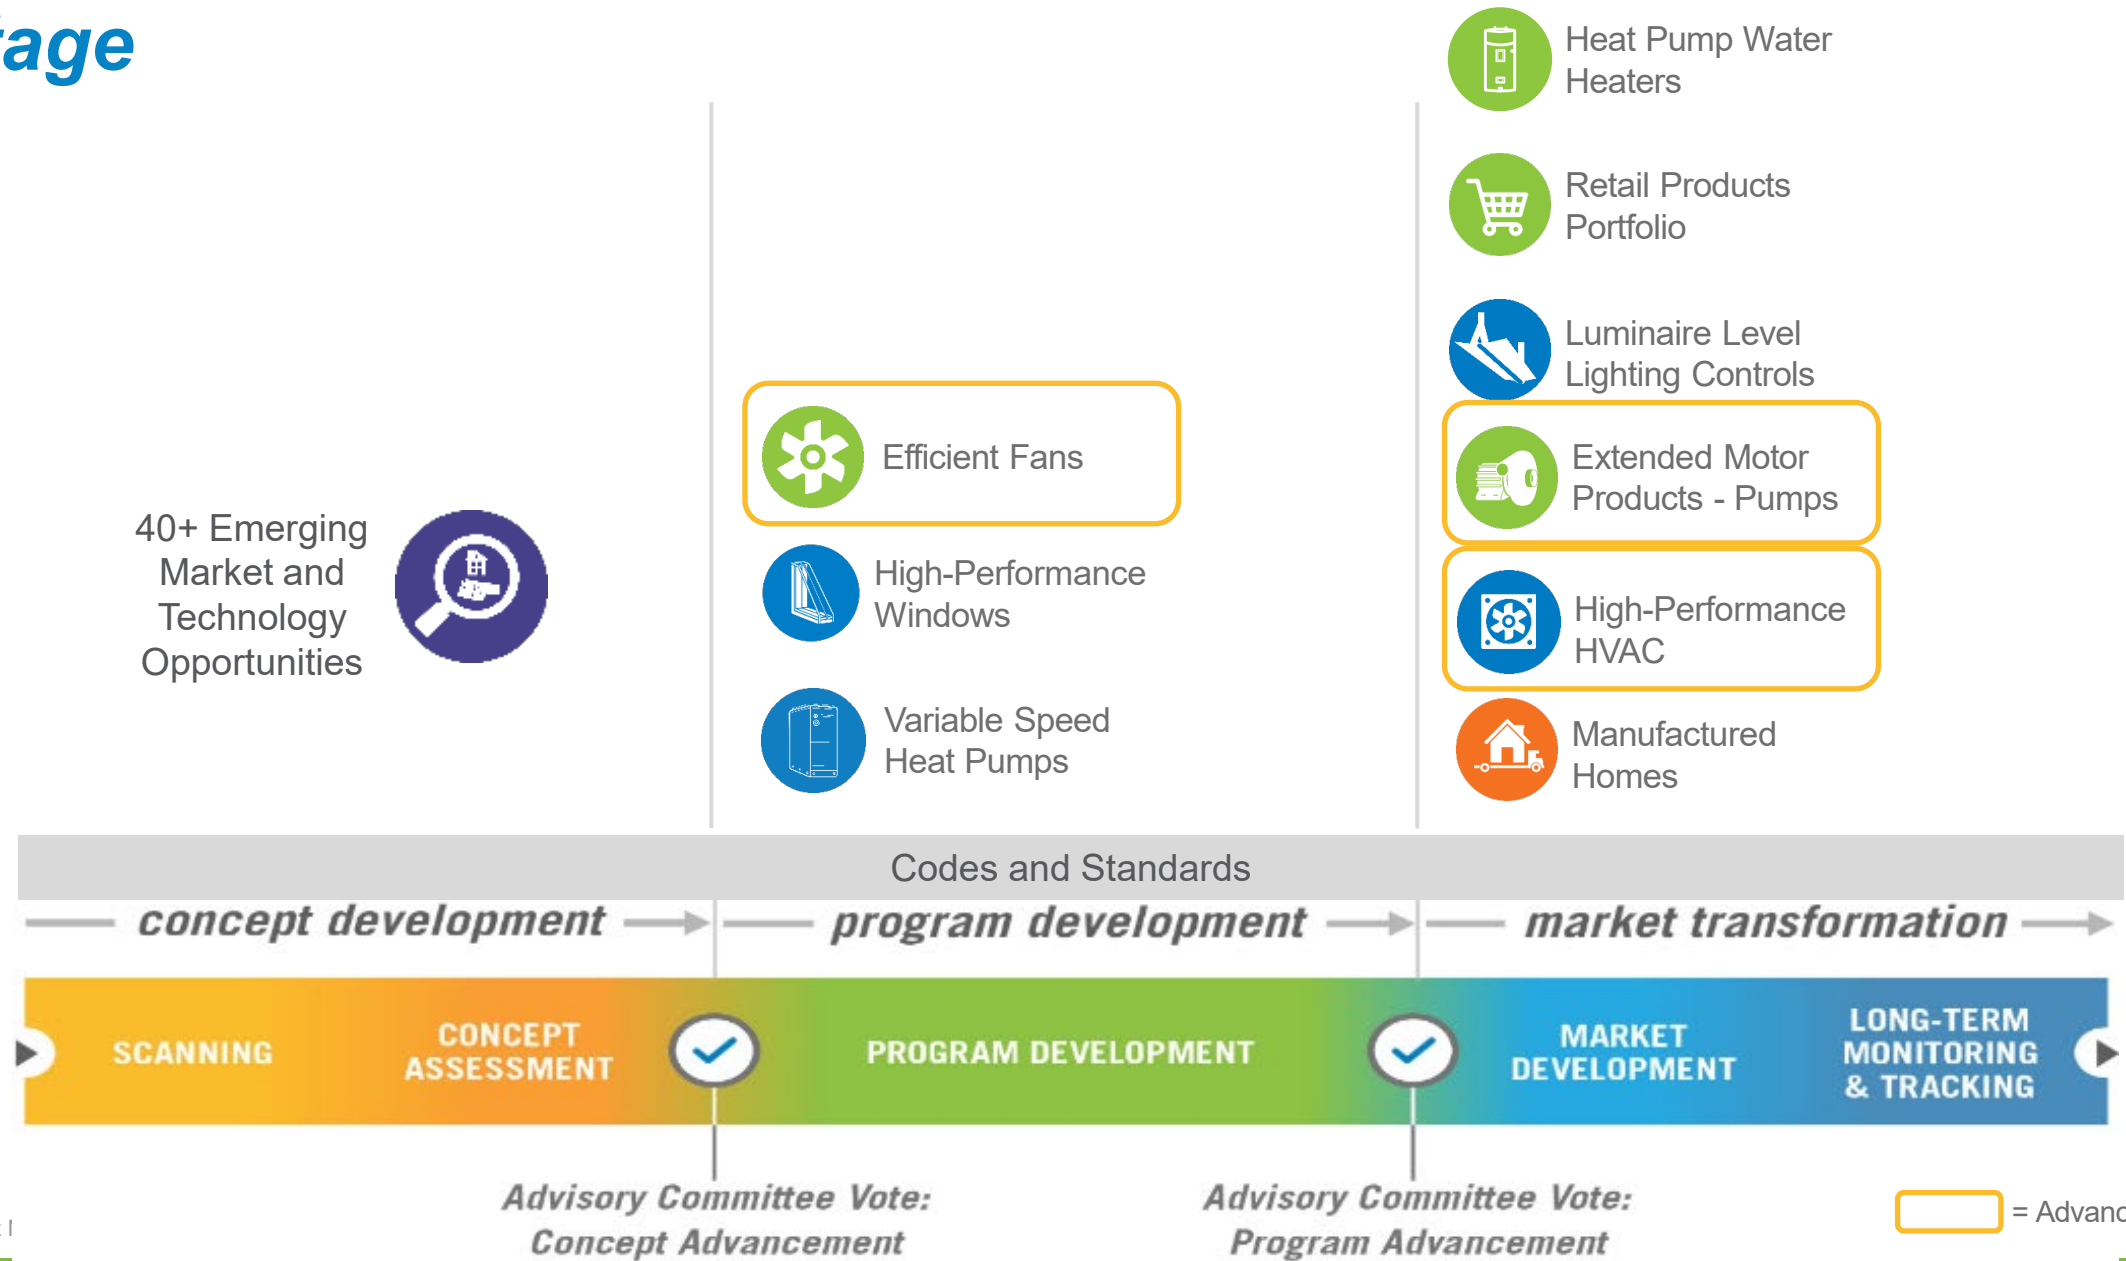 Heat Pump Water
Heaters
Retail Products
Portfolio
Luminaire Level
Lighting Controls
Efficient Fans
Extended Motor
Products - Pumps
40+ Emerging
Market and
Technology
Opportunities
High-Performance
Windows
High-Performance
HVAC
Variable Speed
Heat Pumps
Manufactured
Homes
Codes and Standards
concept development
program development
market transformation
SCANNING
CONCEPT
ASSESSMENT
PROGRAM DEVELOPMENT
MARKET
DEVELOPMENT
LONG-TERM
MONITORING
& TRACKING
Advisory Committee Vote:
Concept Advancement
Advisory Committee Vote:
Program Advancement
=